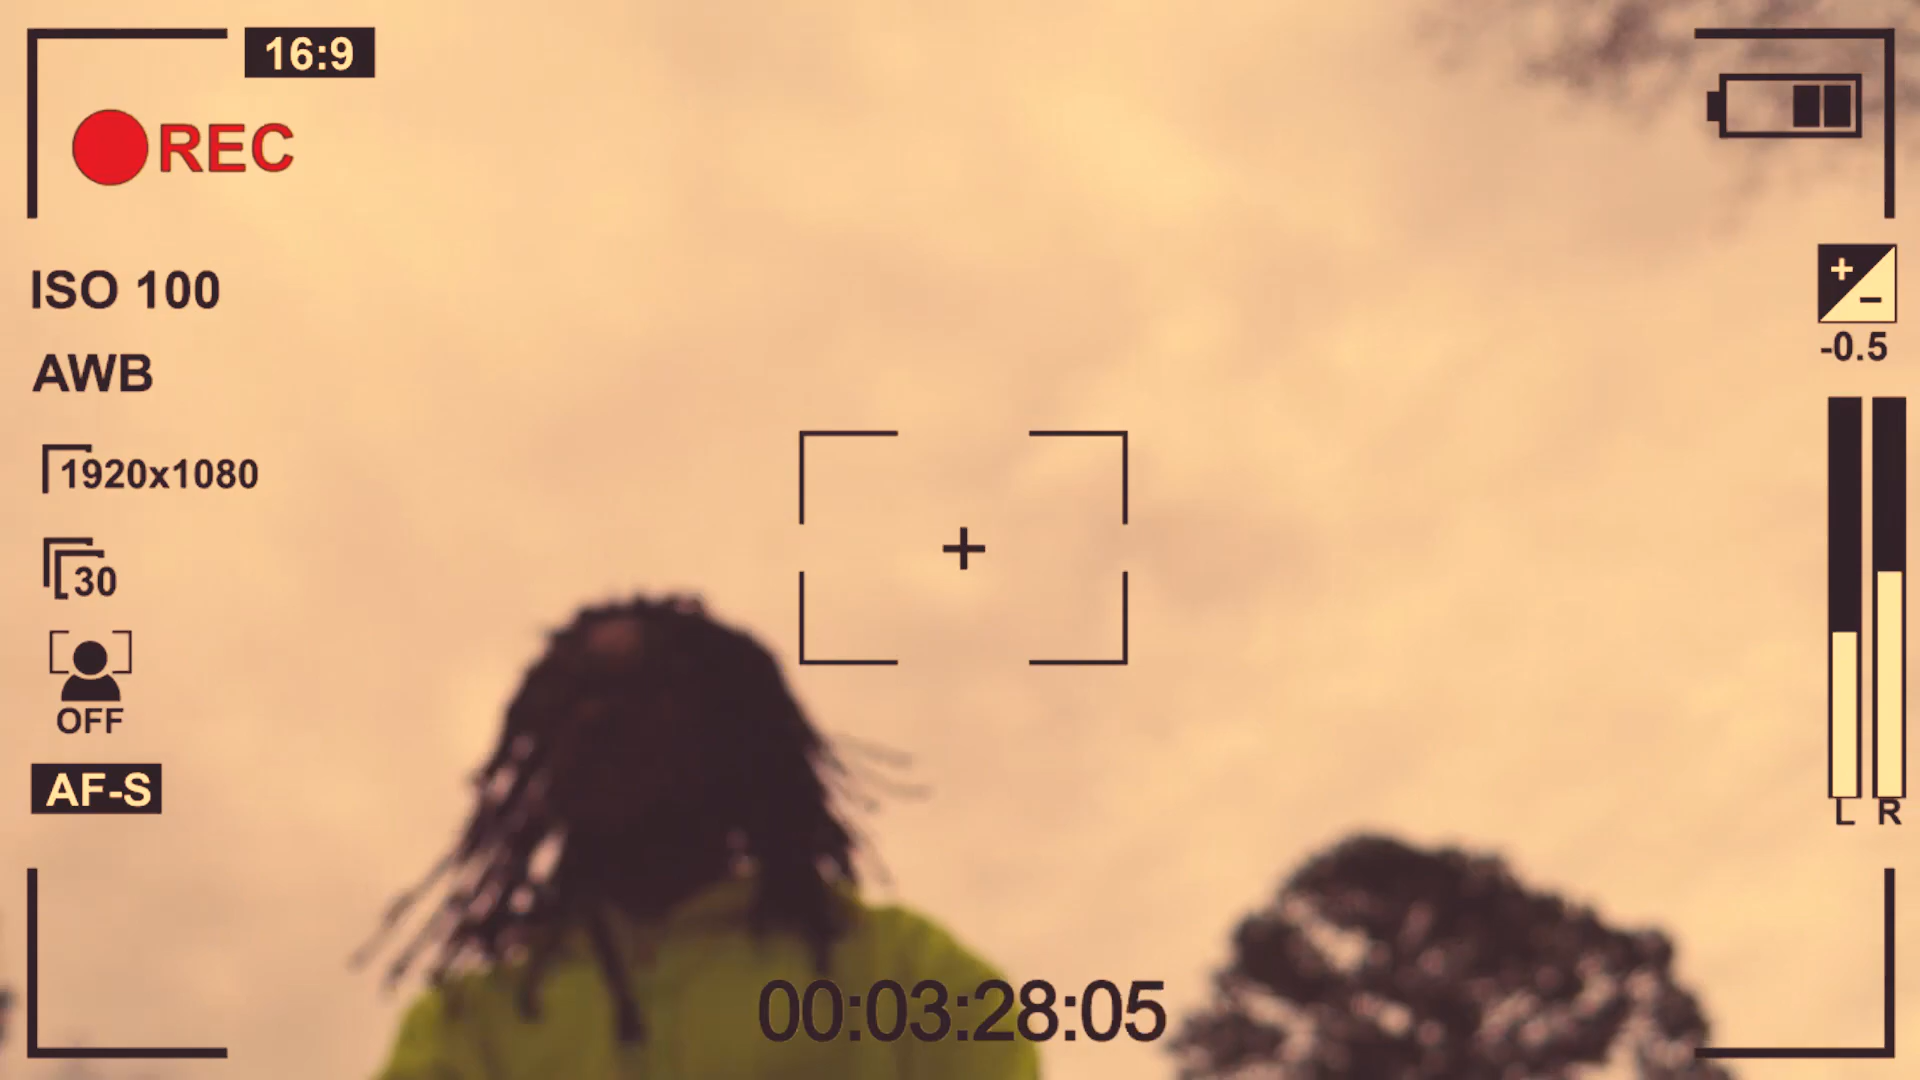 16:9
REC
ISO 100
AWB
1920x1080
30
OFF
AF-S
+
-
-0.5
L R
00:03:28:05